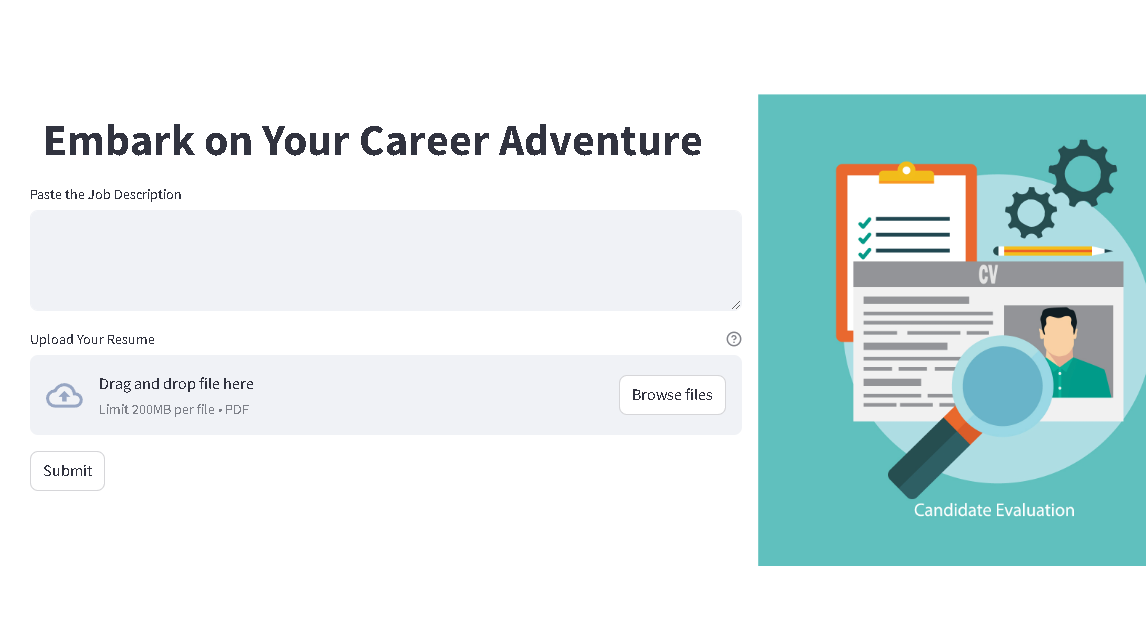 Embark on Your Career Adventure
Paste the Job Description
Upload Your Resume
Drag and drop file here
Limit 200MB per file • PDF
Browse files
Submit
CV
Candidate Evaluation